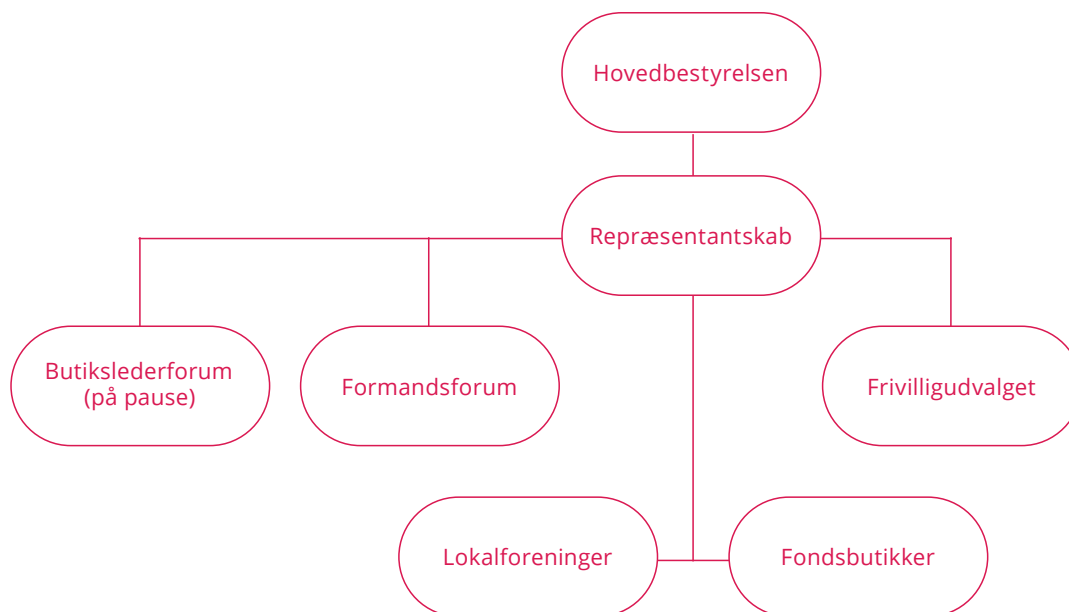 Hovedbestyrelsen
Repræsentantskab
Butikslederforum
(på pause)
Formandsforum
Frivilligudvalget
Lokalforeninger
Fondsbutikker